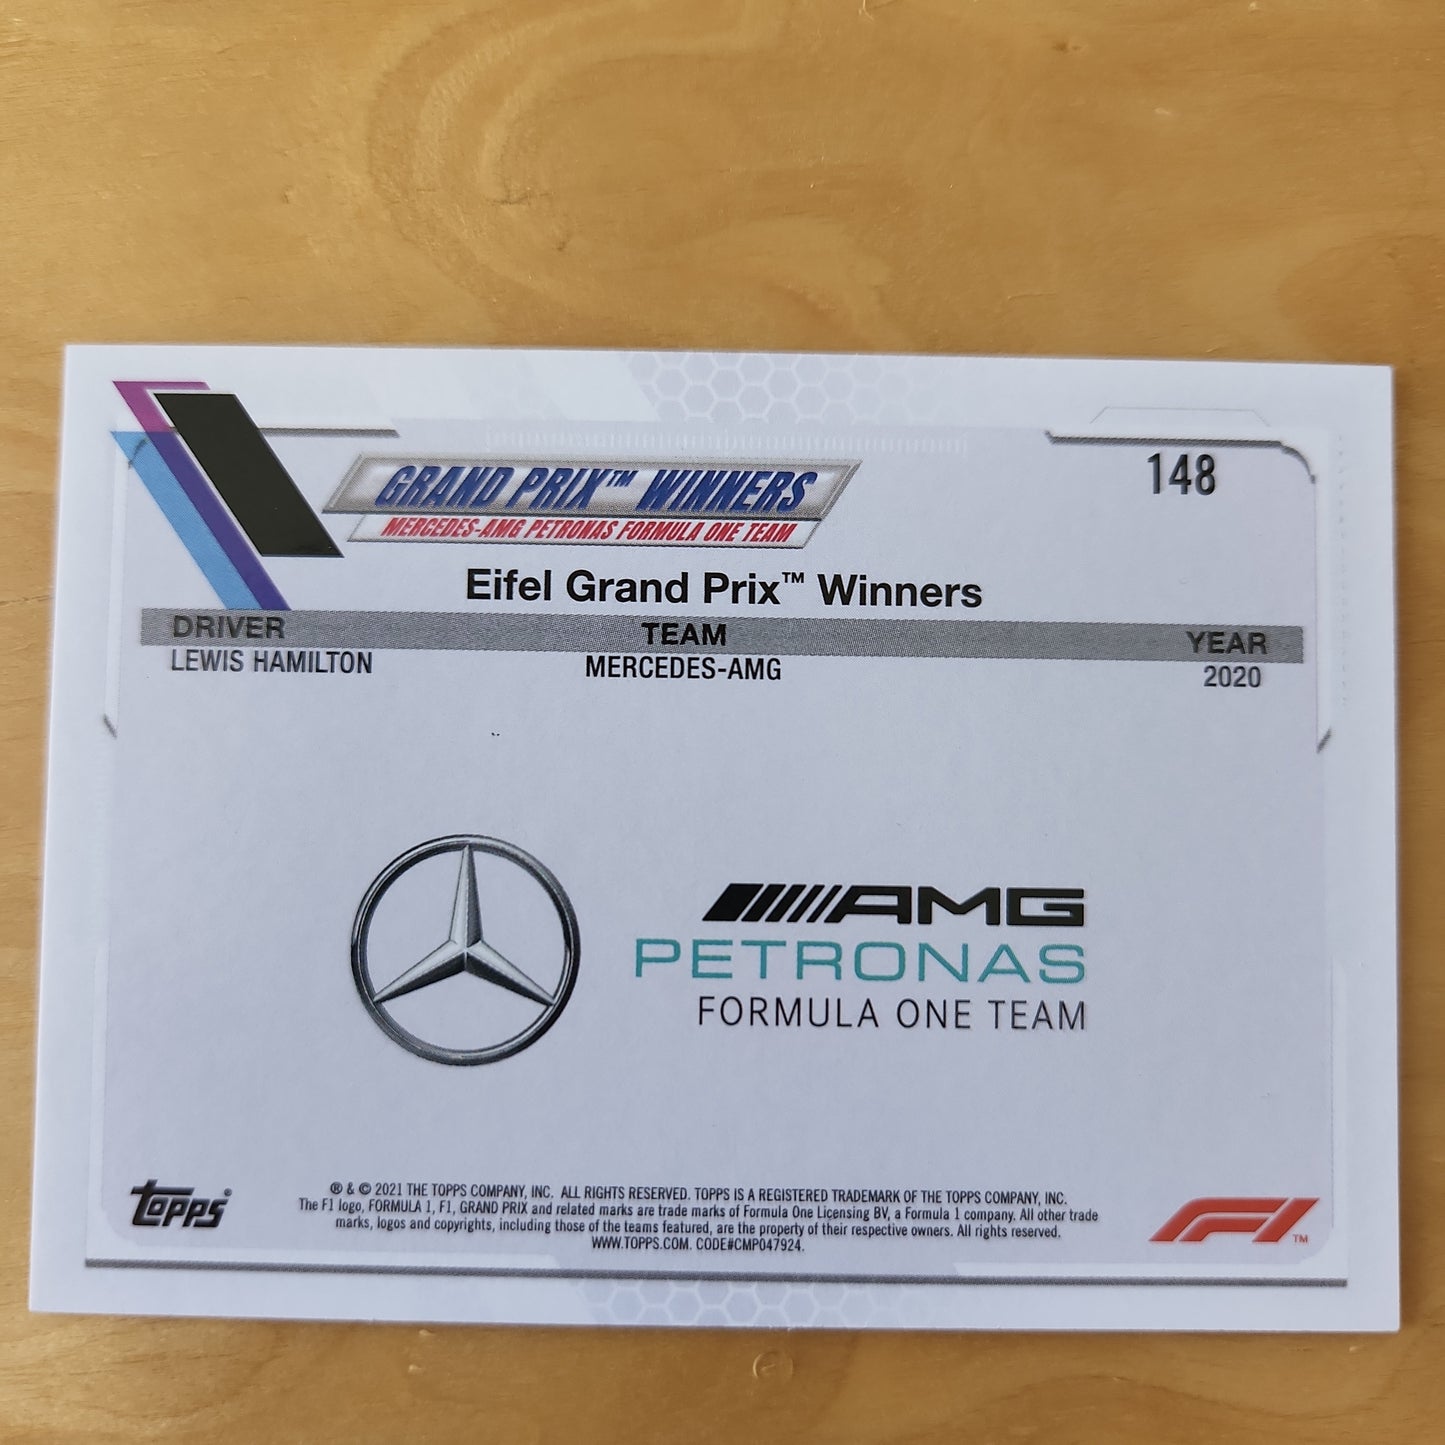 148
GRAND PRIX™ WINNERS
MERCEDES-AMG PETRONAS FORMULA ONE TEAM
Eifel Grand Prix™ Winners
DRIVER TEAM YEAR
LEWIS HAMILTON MERCEDES-AMG 2020
AMG
PETRONAS
FORMULA ONE TEAM
topps®
® & © 2021 THE TOPPS COMPANY, INC. ALL RIGHTS RESERVED. TOPPS IS A REGISTERED TRADEMARK OF THE TOPPS COMPANY, INC.
The F1 logo, FORMULA 1, F1, GRAND PRIX and related marks are trade marks of Formula One Licensing BV, a Formula 1 company. All other trade
marks, logos and copyrights, including those of the teams featured, are the property of their respective owners. All rights reserved.
WWW.TOPPS.COM. CODE#CMP047924.
F1™